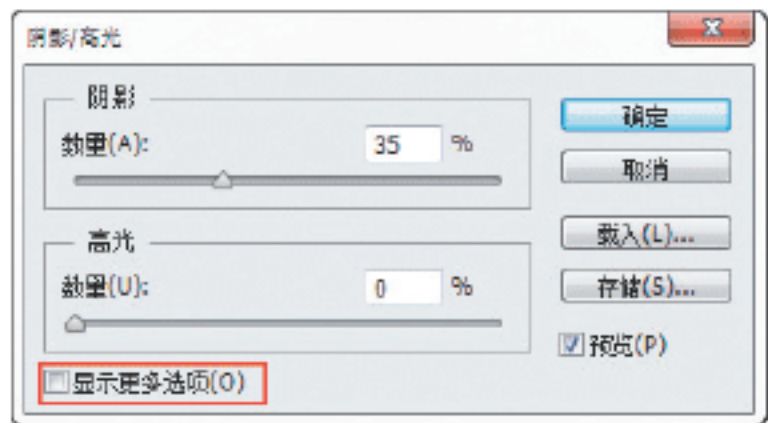 阴影/高光
阴影
数量(A):
35 %
高光
数量(U):
0 %
显示更多选项(O)
确定
取消
载入(L)...
存储(S)...
预览(P)